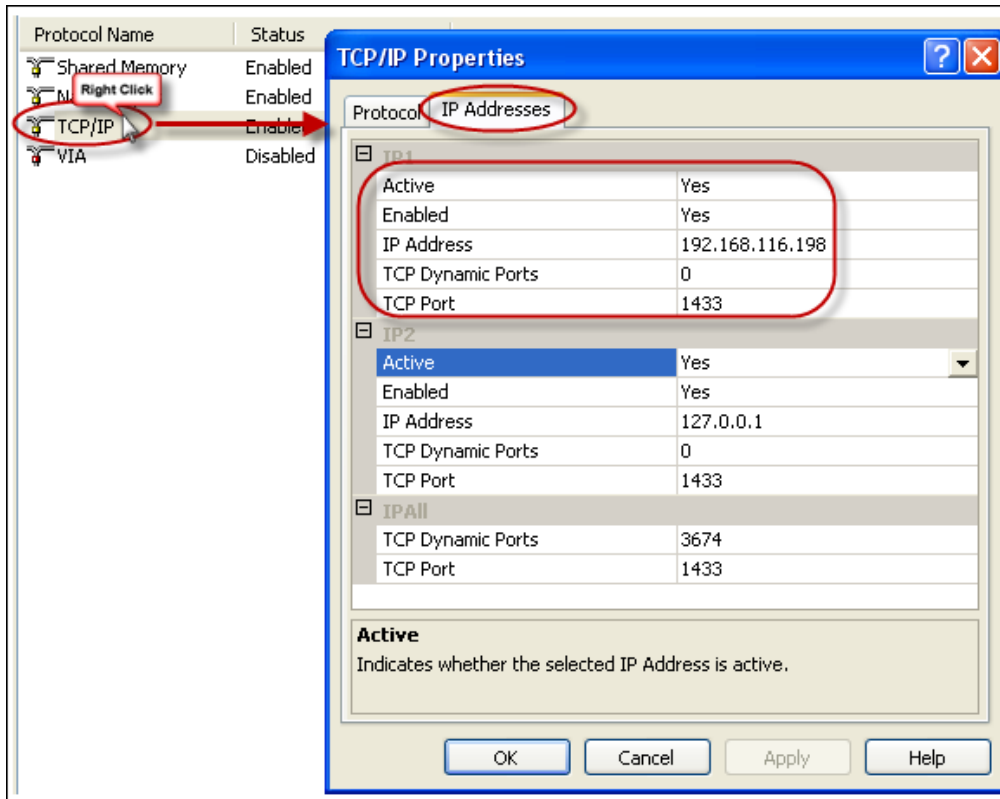 Protocol Name Status
Shared Memory Enabled
Right Click
Enabled
TCP/IP Enabled
VIA Disabled
TCP/IP Properties
Protocol IP Addresses
IP1
Active Yes
Enabled Yes
IP Address 192.168.116.198
TCP Dynamic Ports 0
TCP Port 1433
IP2
Active Yes
Enabled Yes
IP Address 127.0.0.1
TCP Dynamic Ports 0
TCP Port 1433
IPAll
TCP Dynamic Ports 3674
TCP Port 1433
Active
Indicates whether the selected IP Address is active.
OK Cancel Apply Help